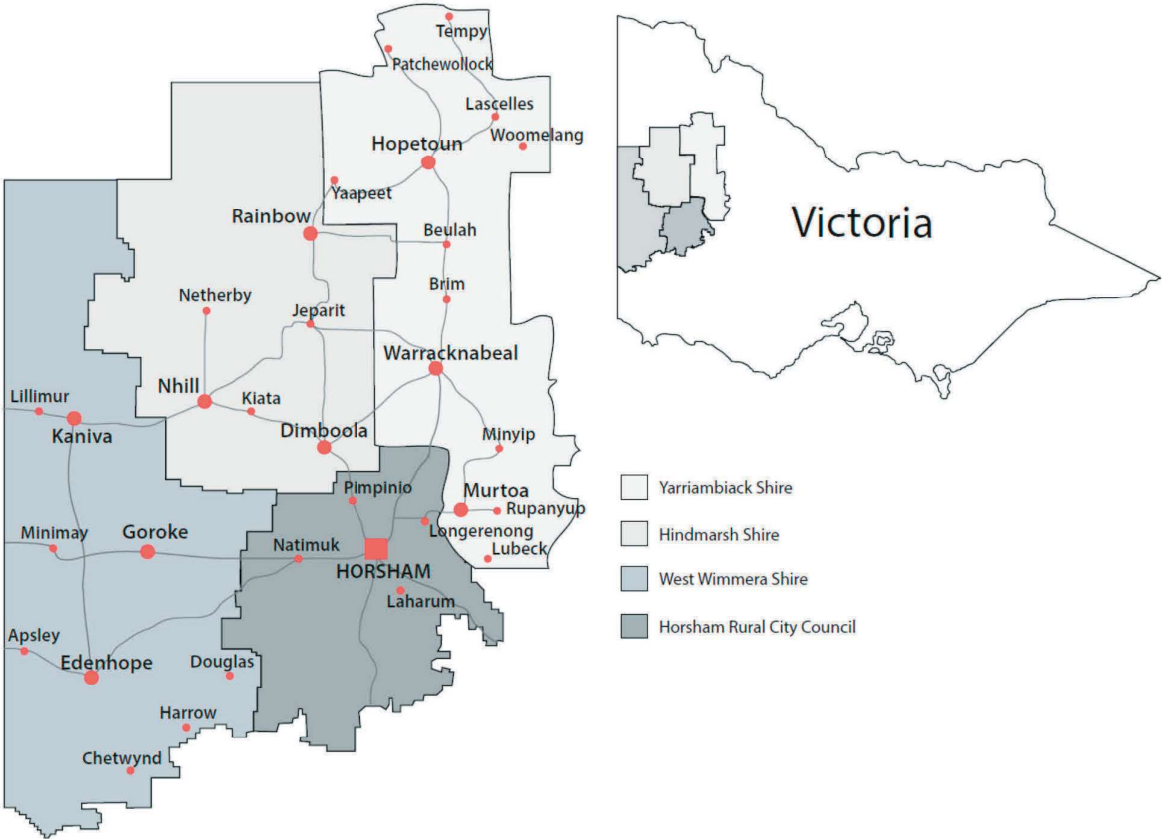 Tempy
Patchewollock
Lascelles
Woomelang
Hopetoun
Yaapeet
Rainbow
Beulah
Netherby
Brim
Jeparit
Warracknabeal
Nhill
Kiata
Lillimur
Kaniva
Dimboola
Minyip
Pimpinio
Murtoa
Rupanyup
Longerenong
Lubeck
Minimay
Goroke
Natimuk
HORSHAM
Laharum
Apsley
Edenhope
Douglas
Harrow
Chetwynd
Victoria
Yarriambiack Shire
Hindmarsh Shire
West Wimmera Shire
Horsham Rural City Council